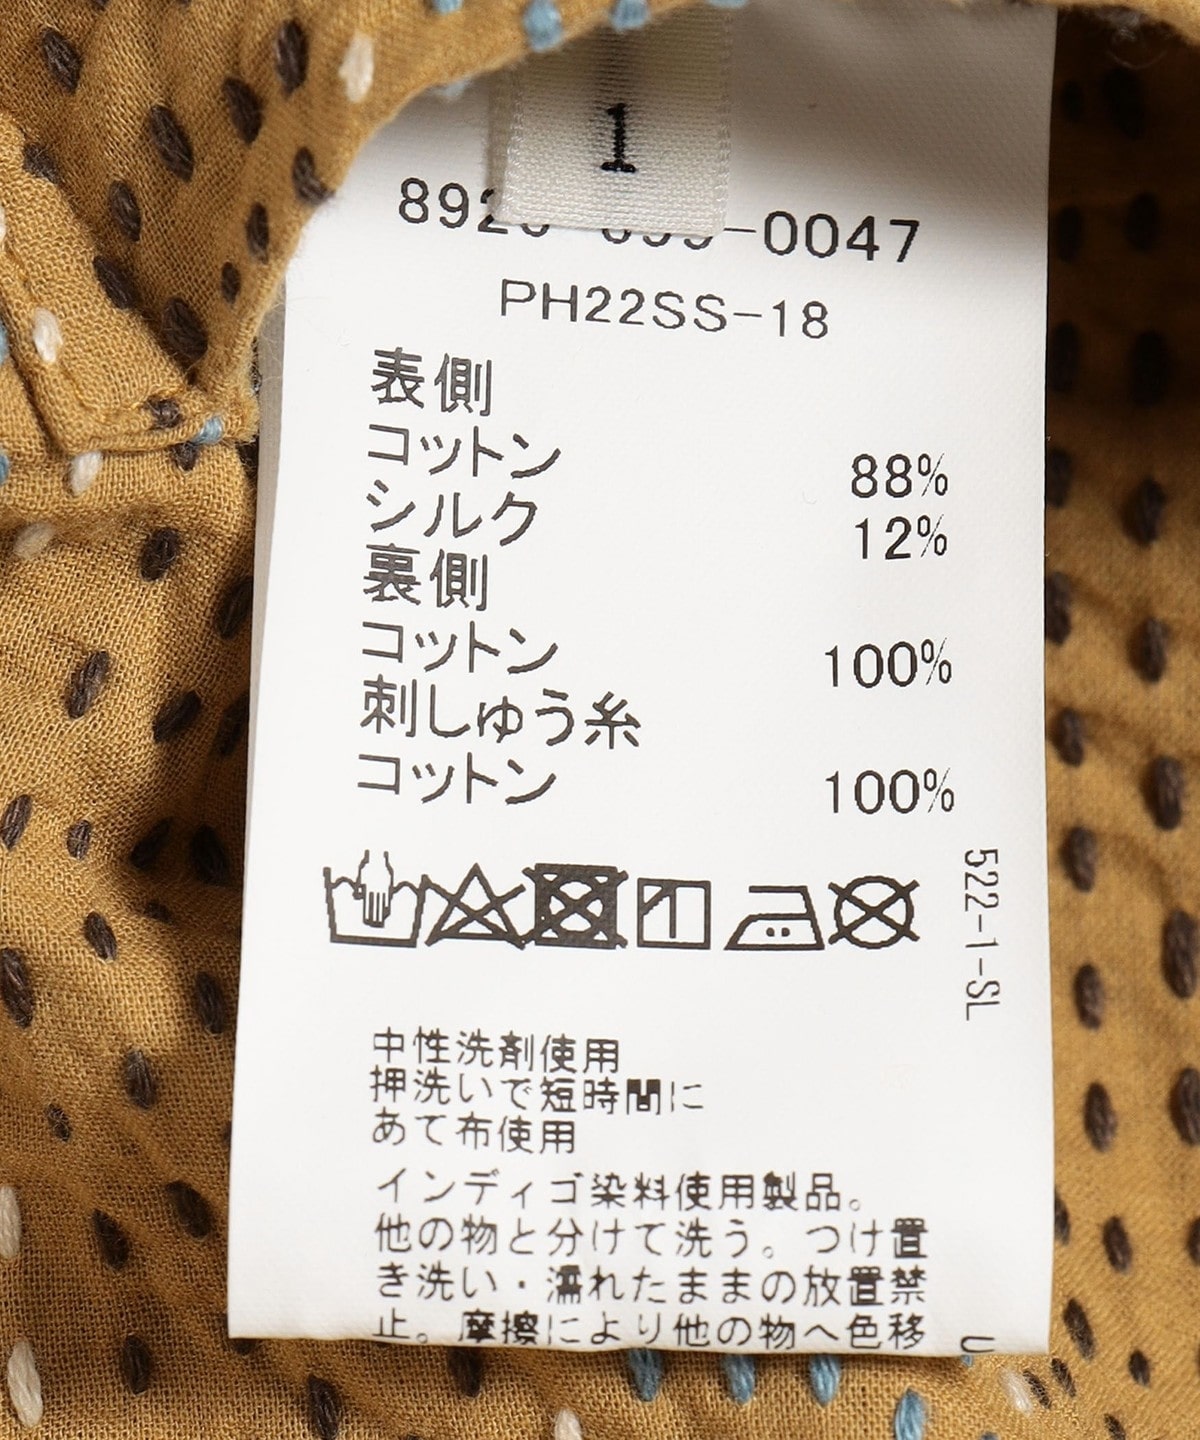 1
-0047
PH22SS-18
表側
コットン 88%
シルク 12%
裏側
コットン 100%
刺しゅう糸
コットン 100%
522-1-SL
中性洗剤使用
押洗いで短時間に
あて布使用
インディゴ染料使用製品。
他の物と分けて洗う。つけ置
き洗い・濡れたままの放置禁
止。摩擦により他の物へ色移